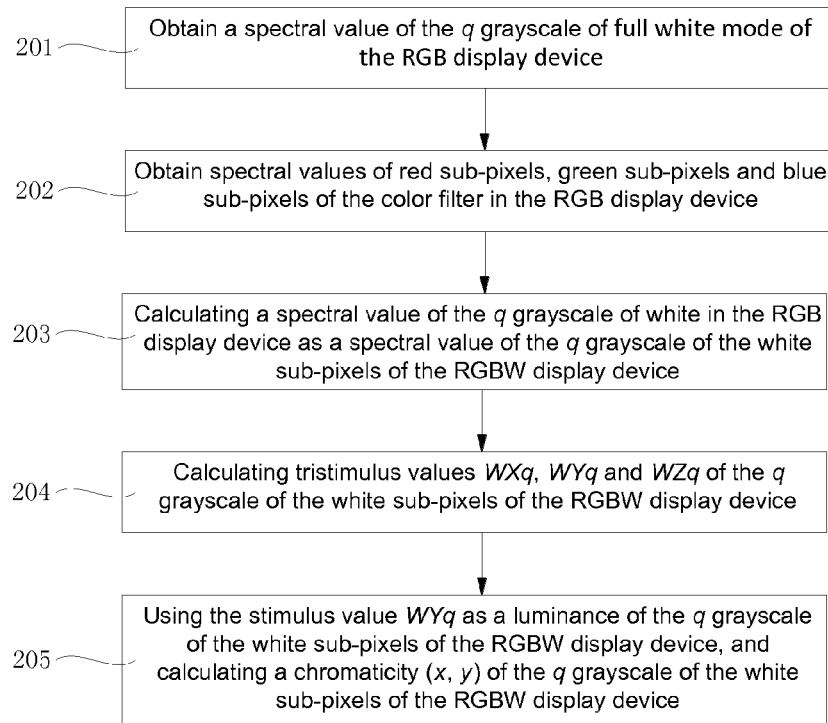 201
Obtain a spectral value of the q grayscale of full white mode of
the RGB display device
202
Obtain spectral values of red sub-pixels, green sub-pixels and blue
sub-pixels of the color filter in the RGB display device
203
Calculating a spectral value of the q grayscale of white in the RGB
display device as a spectral value of the q grayscale of the white
sub-pixels of the RGBW display device
204
Calculating tristimulus values WXq, WYq and WZq of the q
grayscale of the white sub-pixels of the RGBW display device
205
Using the stimulus value WYq as a luminance of the q grayscale
of the white sub-pixels of the RGBW display device, and
calculating a chromaticity (x, y) of the q grayscale of the white
sub-pixels of the RGBW display device